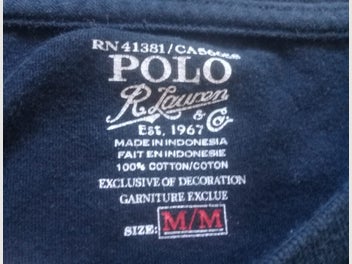 RN 41381/CA
POLO
R. Lauren
& Co
Est. 1967
MADE IN INDONESIA
FAIT EN INDONESIE
100% COTTON/COTON
EXCLUSIVE OF DECORATION
GARNITURE EXCLUE
SIZE: M/M